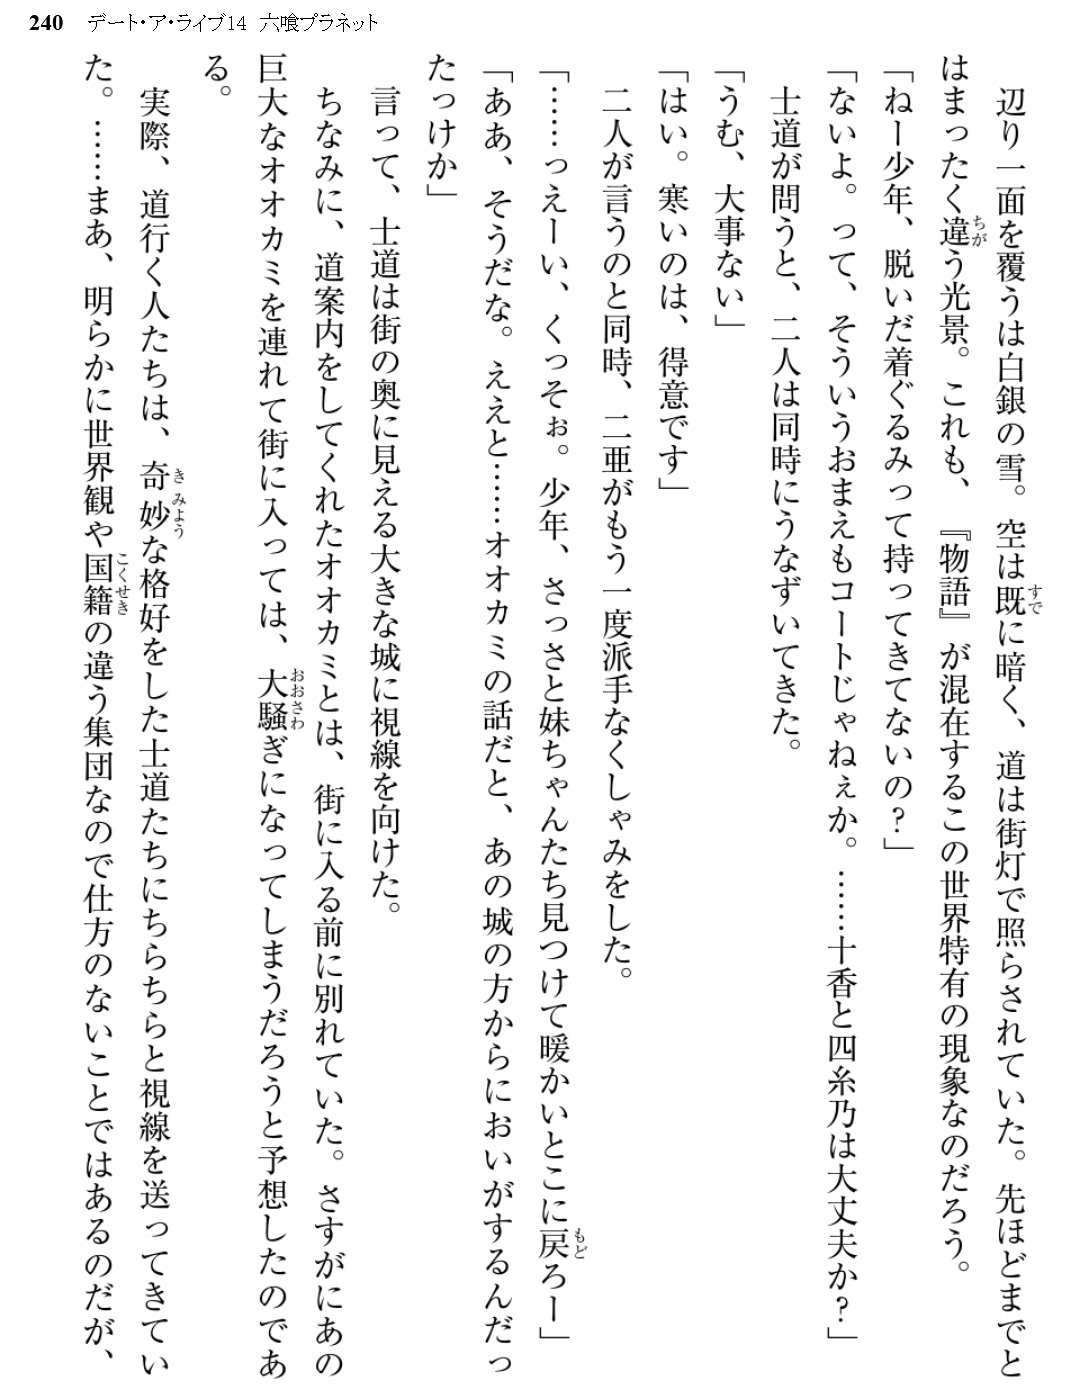 240 デート・ア・ライブ14 六喰プラネット
辺り一面を覆うは白銀の雪。空は既に暗く、道は街灯で照らされていた。先ほどまでと
はまったく違う光景。これも、『物語』が混在するこの世界特有の現象なのだろう。
「ねー少年、脱いだ着ぐるみって持ってきてないの？」
「ないよ。って、そういうおまえもコートじゃねぇか。……十香と四糸乃は大丈夫か？」
士道が問うと、二人は同時にうなずいてきた。
「うむ、大事ない」
「はい。寒いのは、得意です」
二人が言うのと同時、二亜がもう一度派手なくしゃみをした。
「……っえーい、くっそぉ。少年、さっさと妹ちゃんたち見つけて暖かいとこに戻ろー」
「ああ、そうだな。ええと……オオカミの話だと、あの城の方からにおいがするんだっ
たっけか」
言って、士道は街の奥に見える大きな城に視線を向けた。
ちなみに、道案内をしてくれたオオカミとは、街に入る前に別れていた。さすがにあの
巨大なオオカミを連れて街に入っては、大騒ぎになってしまうだろうと予想したのであ
る。
実際、道行く人たちは、奇妙な格好をした士道たちにちらちらと視線を送ってきてい
た。……まあ、明らかに世界観や国籍の違う集団なので仕方のないことではあるのだが、